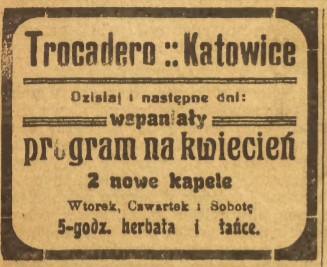 Trocadero :: Katowice
Dzisiaj i następne dni:
wspaniały
program na kwiecień
2 nowe kapele
Wtorek, Czwartek i Sobotę
5-godz. herbata i tańce.